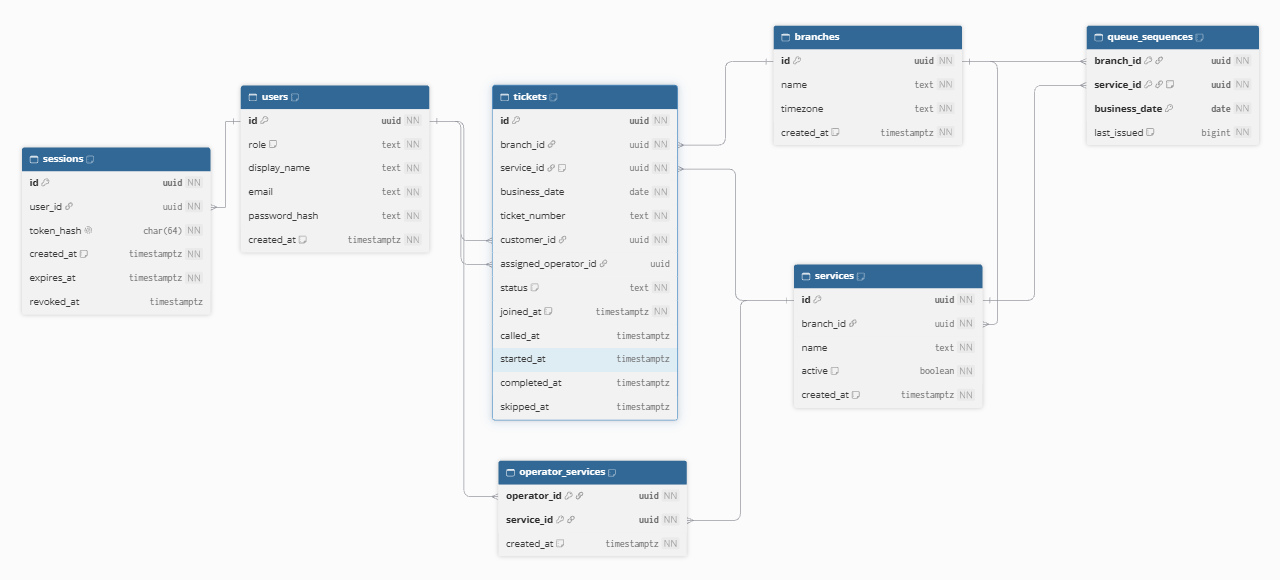 sessions
id uuid NN
user_id uuid NN
token_hash char(64) NN
created_at timestamptz NN
expires_at timestamptz NN
revoked_at timestamptz
users
id uuid NN
role text NN
display_name text NN
email text NN
password_hash text NN
created_at timestamptz NN
tickets
id uuid NN
branch_id uuid NN
service_id uuid NN
business_date date NN
ticket_number text NN
customer_id uuid NN
assigned_operator_id uuid
status text NN
joined_at timestamptz NN
called_at timestamptz
started_at timestamptz
completed_at timestamptz
skipped_at timestamptz
operator_services
operator_id uuid NN
service_id uuid NN
created_at timestamptz NN
branches
id uuid NN
name text NN
timezone text NN
created_at timestamptz NN
services
id uuid NN
branch_id uuid NN
name text NN
active boolean NN
created_at timestamptz NN
queue_sequences
branch_id uuid NN
service_id uuid NN
business_date date NN
last_issued bigint NN